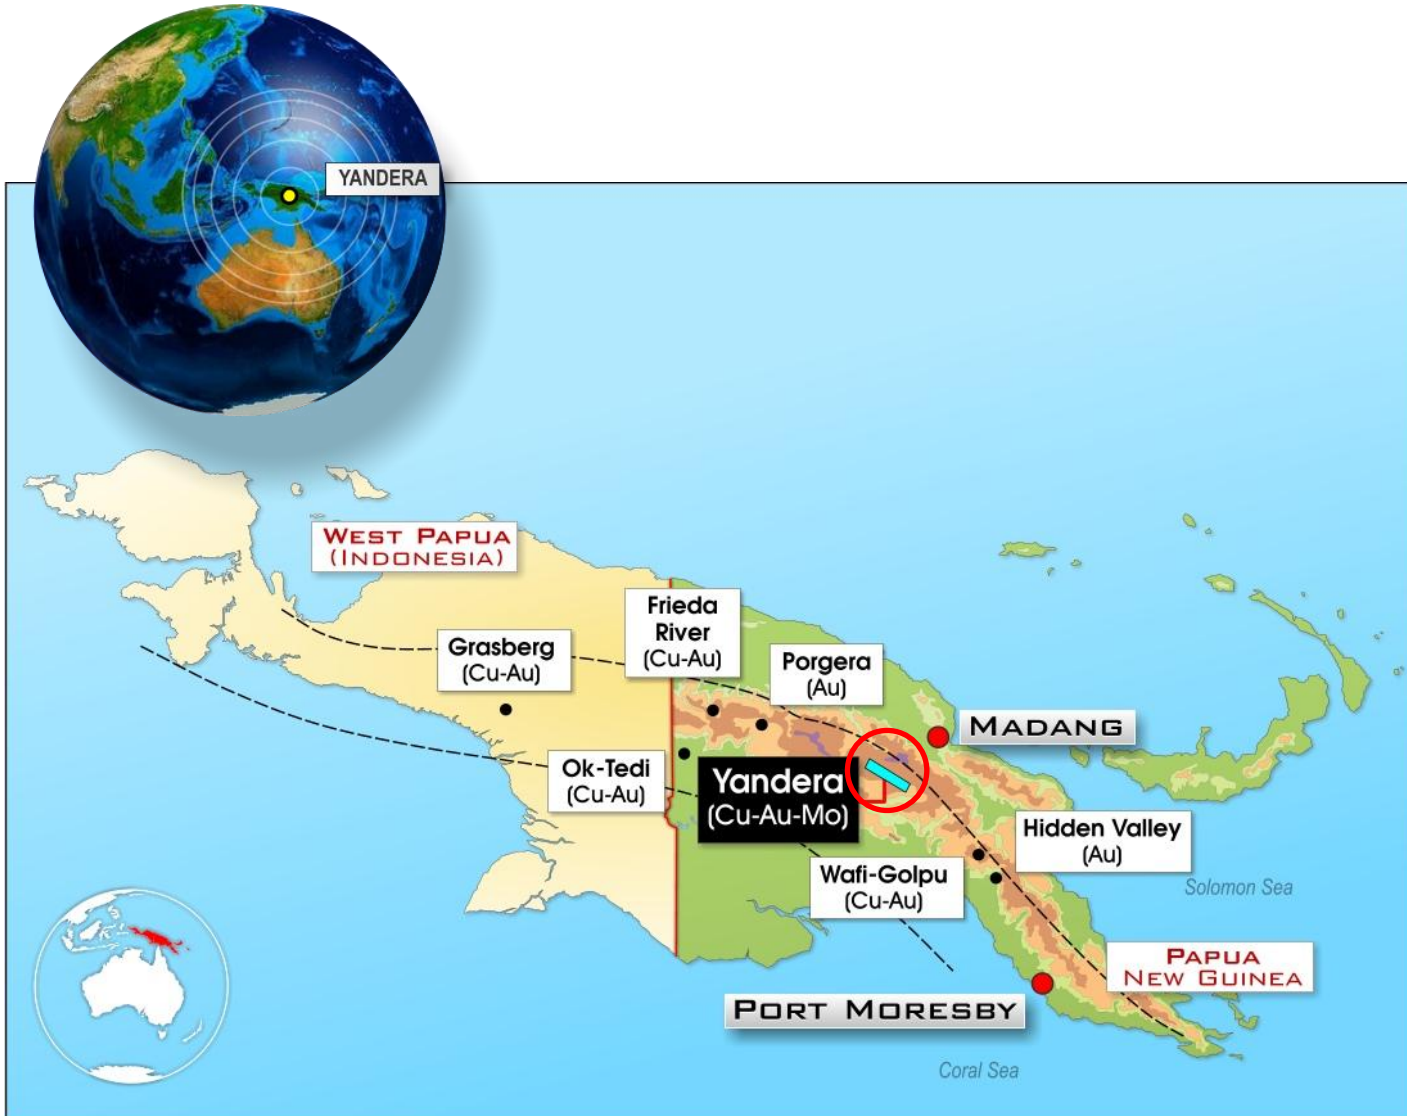 YANDERA
WEST PAPUA
(INDONESIA)
Frieda
River
(Cu-Au)
Grasberg
(Cu-Au)
Porgera
(Au)
MADANG
Ok-Tedi
(Cu-Au)
Yandera
(Cu-Au-Mo)
Hidden Valley
(Au)
Wafi-Golpu
(Cu-Au)
Solomon Sea
PAPUA
NEW GUINEA
PORT MORESBY
Coral Sea